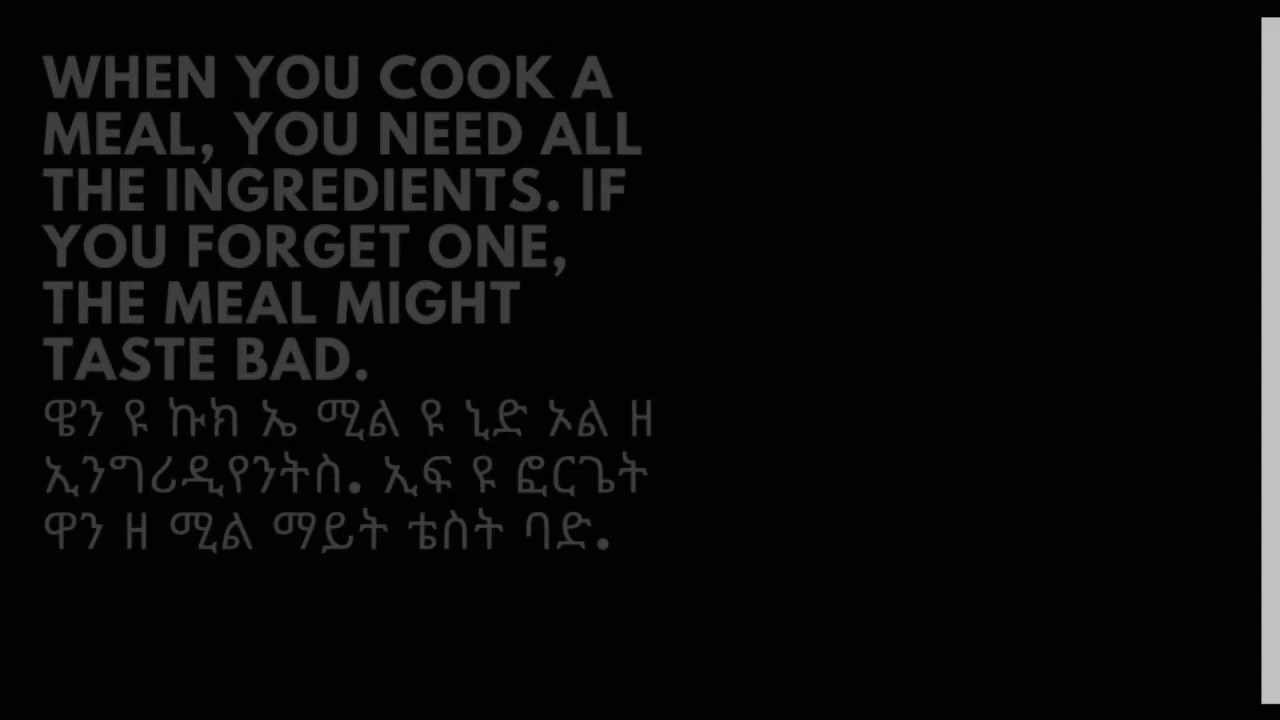 WHEN YOU COOK A
MEAL, YOU NEED ALL
THE INGREDIENTS. IF
YOU FORGET ONE,
THE MEAL MIGHT
TASTE BAD.
ዌን ዩ ኩክ ኤ ሚል ዩ ኒድ ኦል ዘ
ኢንግሪዲየንትስ. ኢፍ ዩ ፎርጌት
ዋን ዘ ሚል ማይት ቴስት ባድ.